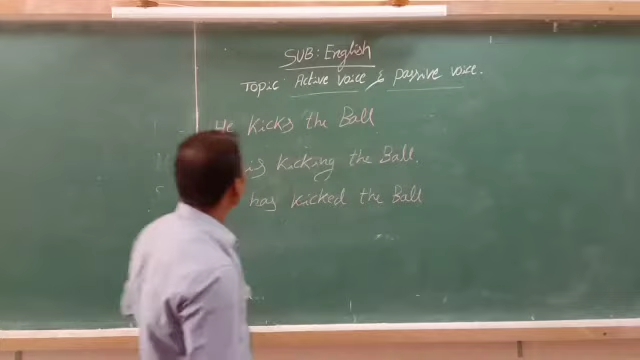 SUB: English
Topic Active voice & passive voice.
He Kicks the Ball
is Kicking the Ball.
has Kicked the Ball